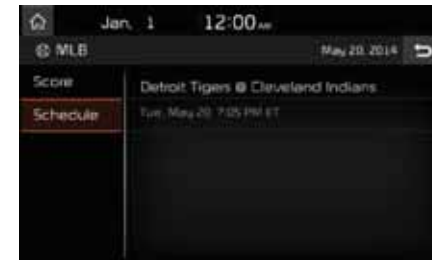 Jan. 1 12:00 AM
MLB May 20, 2014
Score
Detroit Tigers @ Cleveland Indians
Schedule
Tue, May 20, 7:05 PM ET